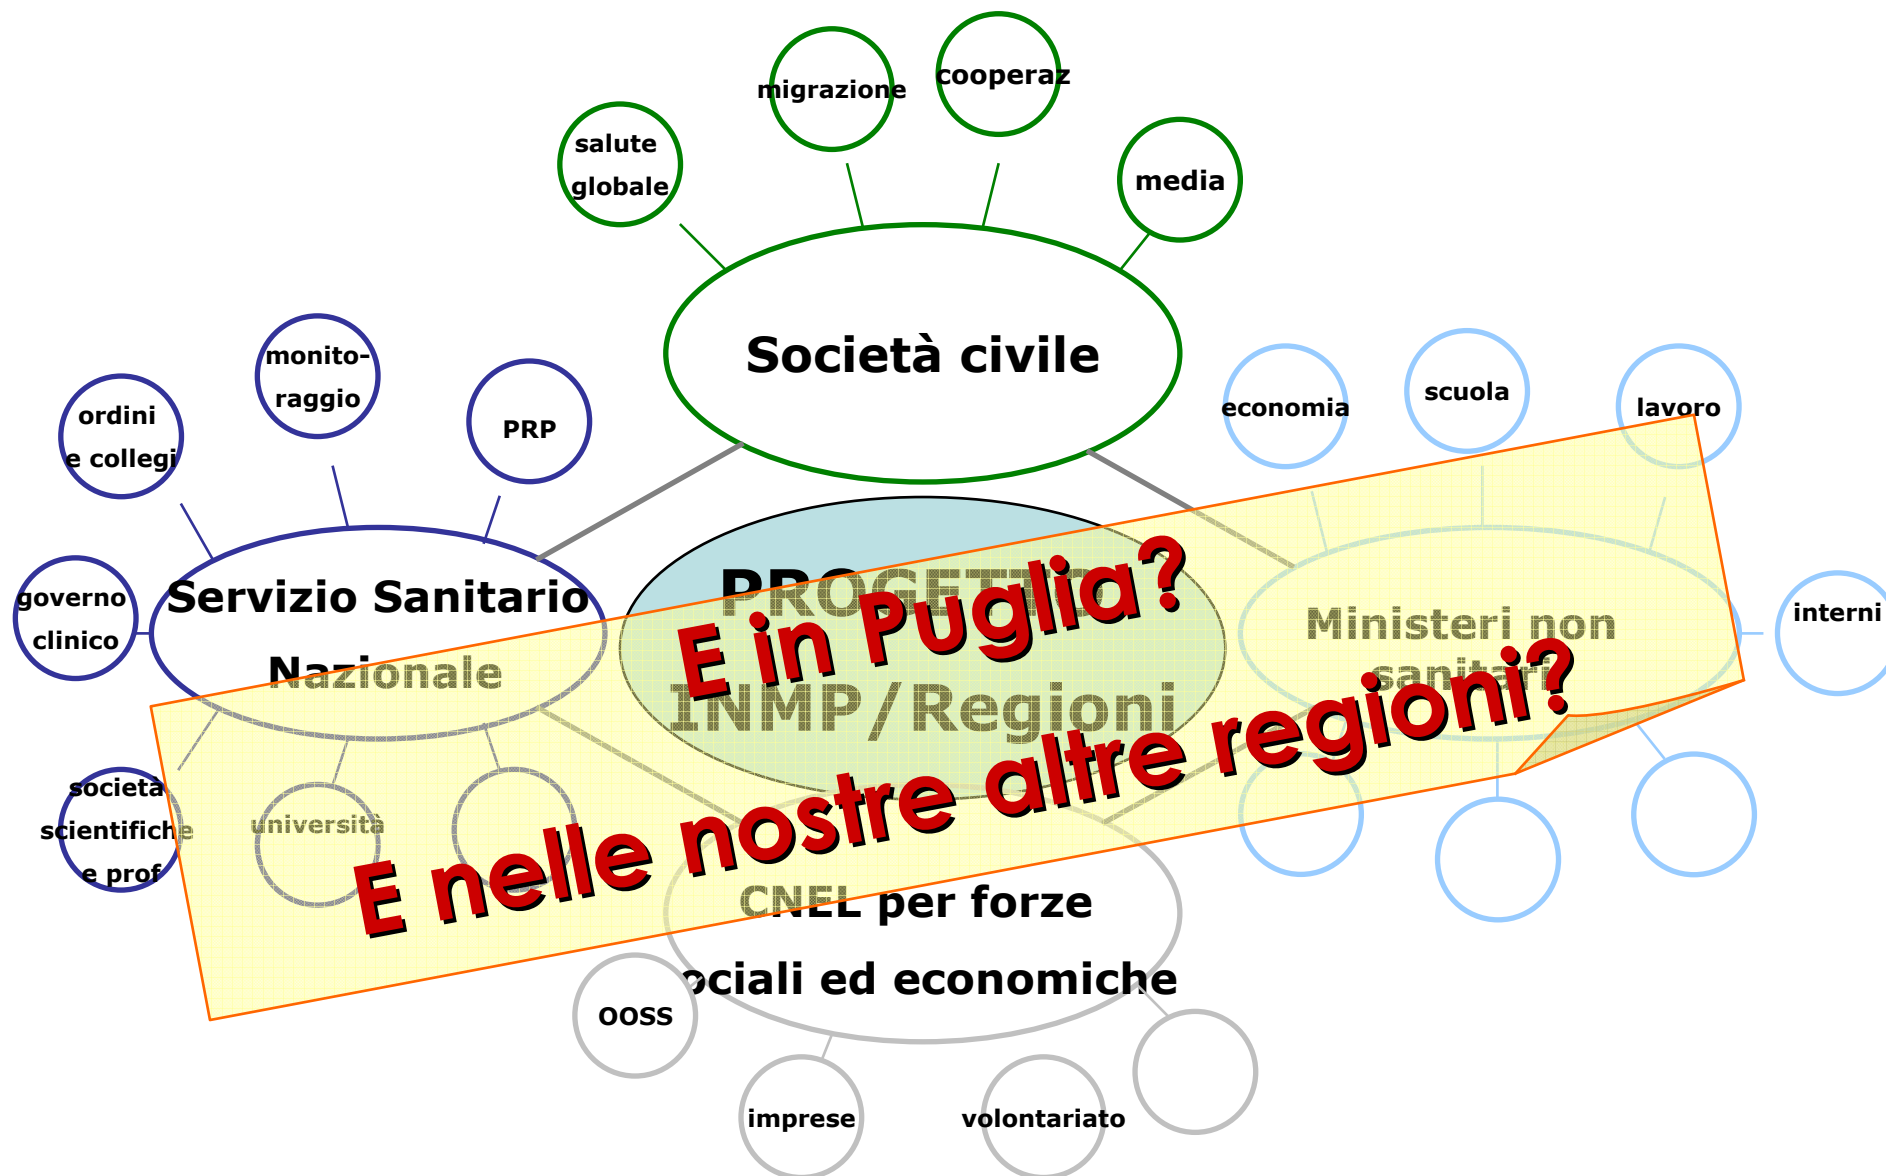 cooperaz
migrazione
salute
globale
media
Società civile
monito-
raggio
ordini
e collegi
PRP
economia
scuola
lavoro
governo
clinico
Servizio Sanitario
Nazionale
PROGETTO
INMP/Regioni
Ministeri non
sanitari
interni
E in Puglia?
E nelle nostre altre regioni?
società
scientifiche
e prof
università
CNEL per forze
ociali ed economiche
OOSS
imprese
volontariato